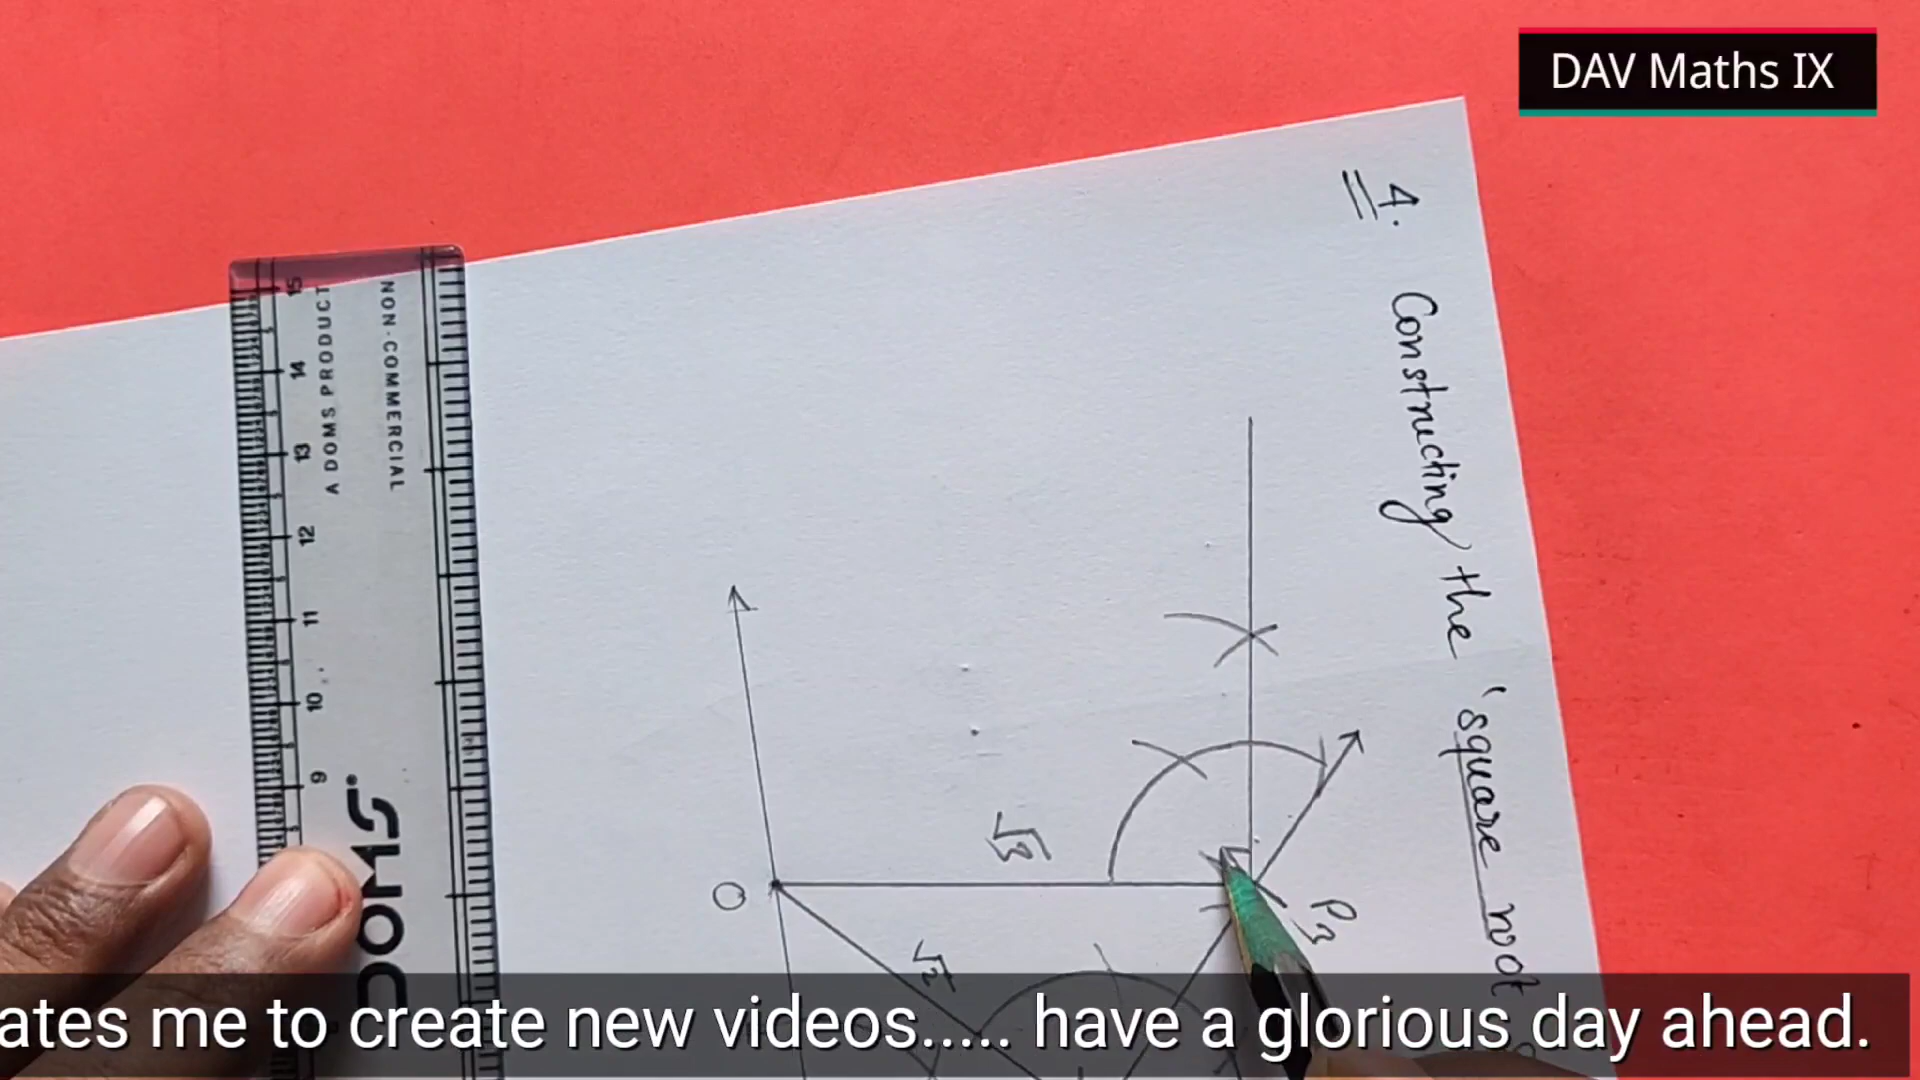 DAV Maths IX
4. Constructing the 'square root
15 14 13 12 11 10 9
A DOMS PRODUCT
NON-COMMERCIAL
DOMS
√3
O
P3
√2
ates me to create new videos..... have a glorious day ahead.